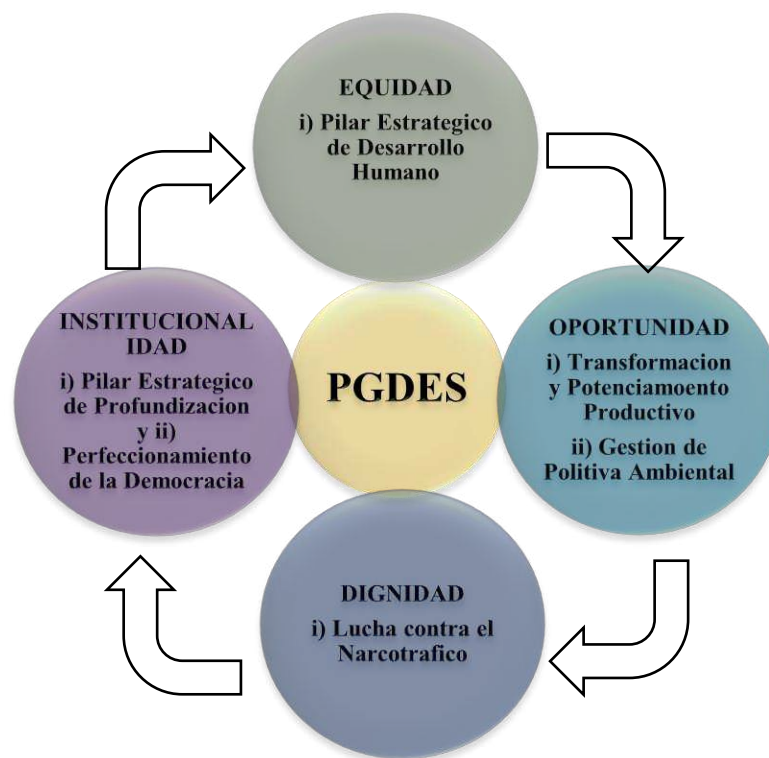 EQUIDAD
i) Pilar Estrategico
de Desarrollo
Humano
INSTITUCIONAL
IDAD
i) Pilar Estrategico
de Profundizacion
y ii)
Perfeccionamiento
de la Democracia
PGDES
OPORTUNIDAD
i) Transformacion
y Potenciamoento
Productivo
ii) Gestion de
Politiva Ambiental
DIGNIDAD
i) Lucha contra el
Narcotrafico